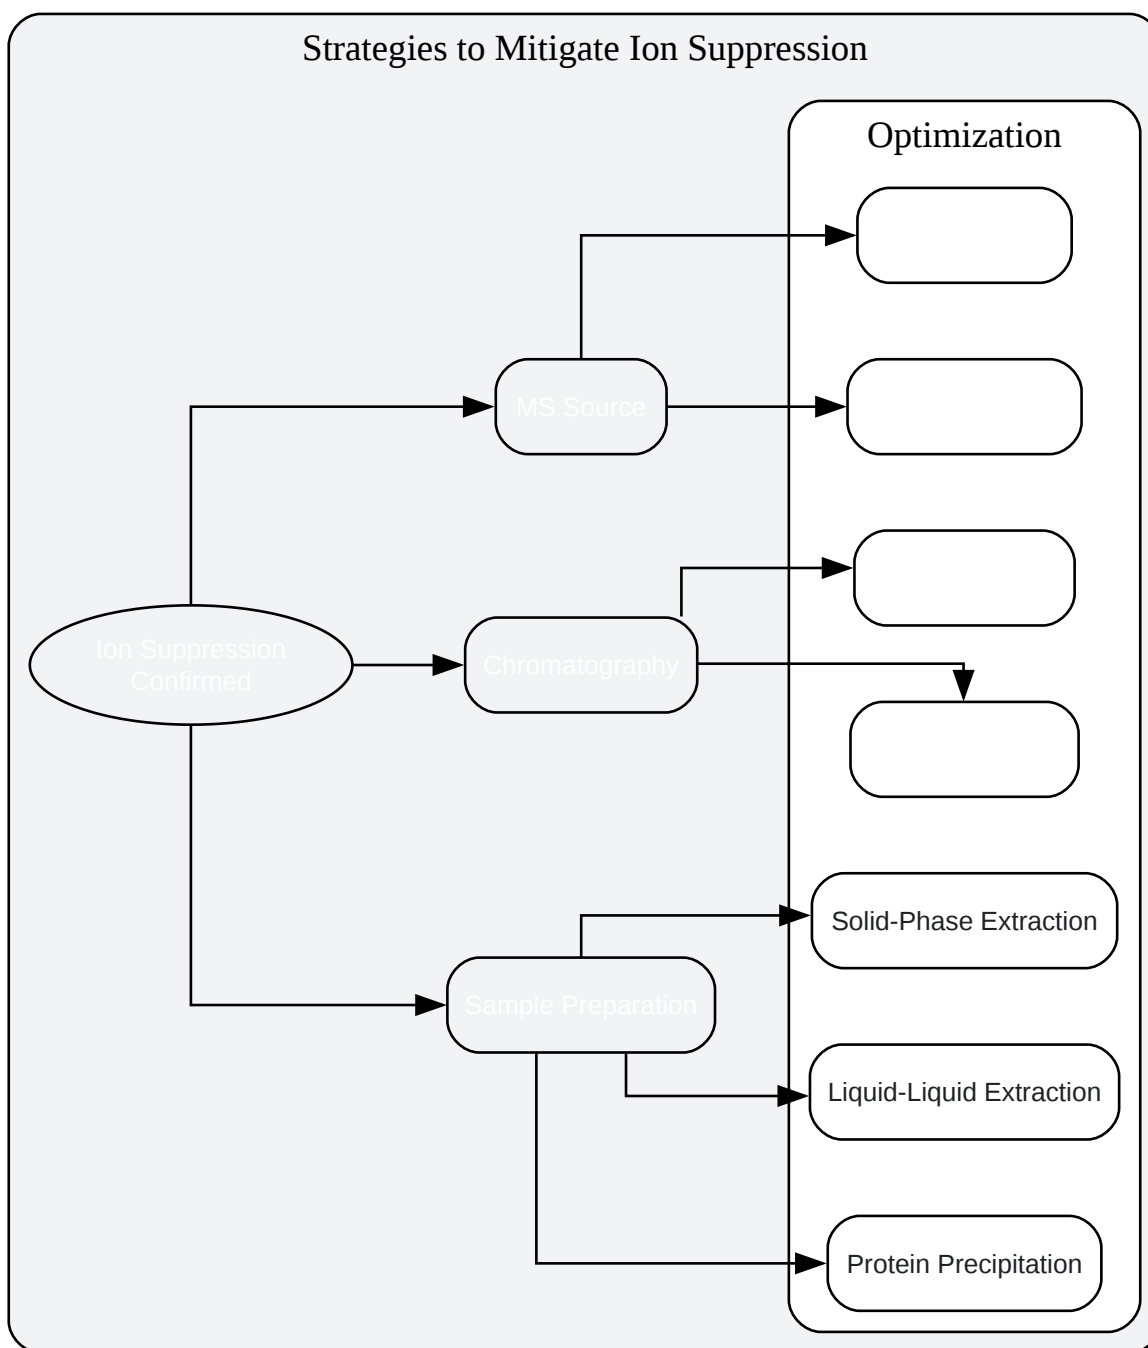 Strategies to Mitigate Ion Suppression
Optimization
MS Source
Ion Suppression
Confirmed
Chromatography
Solid-Phase Extraction
Sample Preparation
Liquid-Liquid Extraction
Protein Precipitation